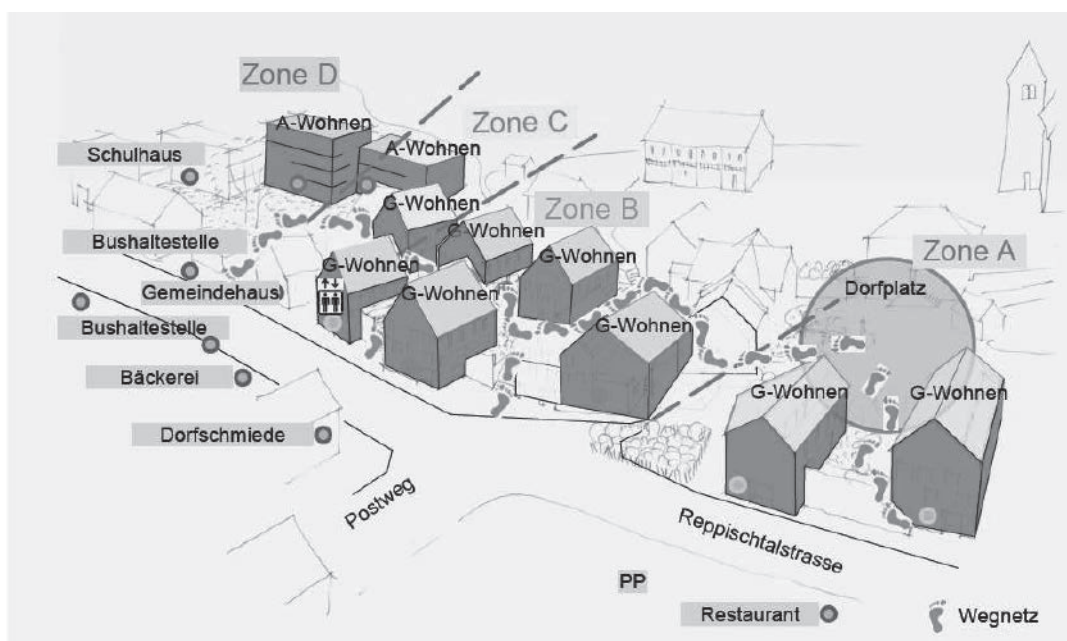 Zone D
A-Wohnen
Zone C
A-Wohnen
Schulhaus
G-Wohnen
Zone B
G-Wohnen
Bushaltestelle
Zone A
G-Wohnen
Gemeindehaus
G-Wohnen
Dorfplatz
Bushaltestelle
G-Wohnen
G-Wohnen
Bäckerei
G-Wohnen
G-Wohnen
Dorfschmiede
Postweg
Reppischtalstrasse
PP
Restaurant
Wegnetz